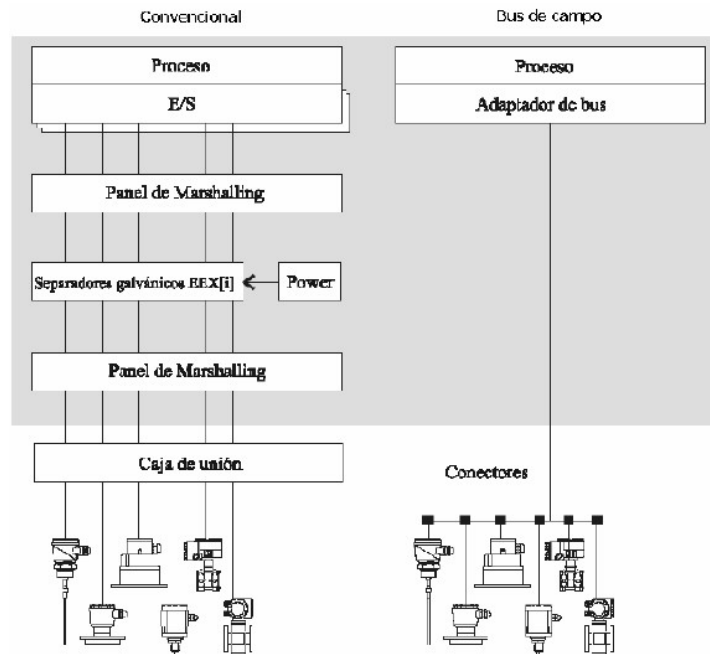 Convencional
Bus de campo
Proceso
E/S
Panel de Marshalling
Separadores galvánicos EEX[i]
Power
Panel de Marshalling
Caja de unión
Proceso
Adaptador de bus
Conectores